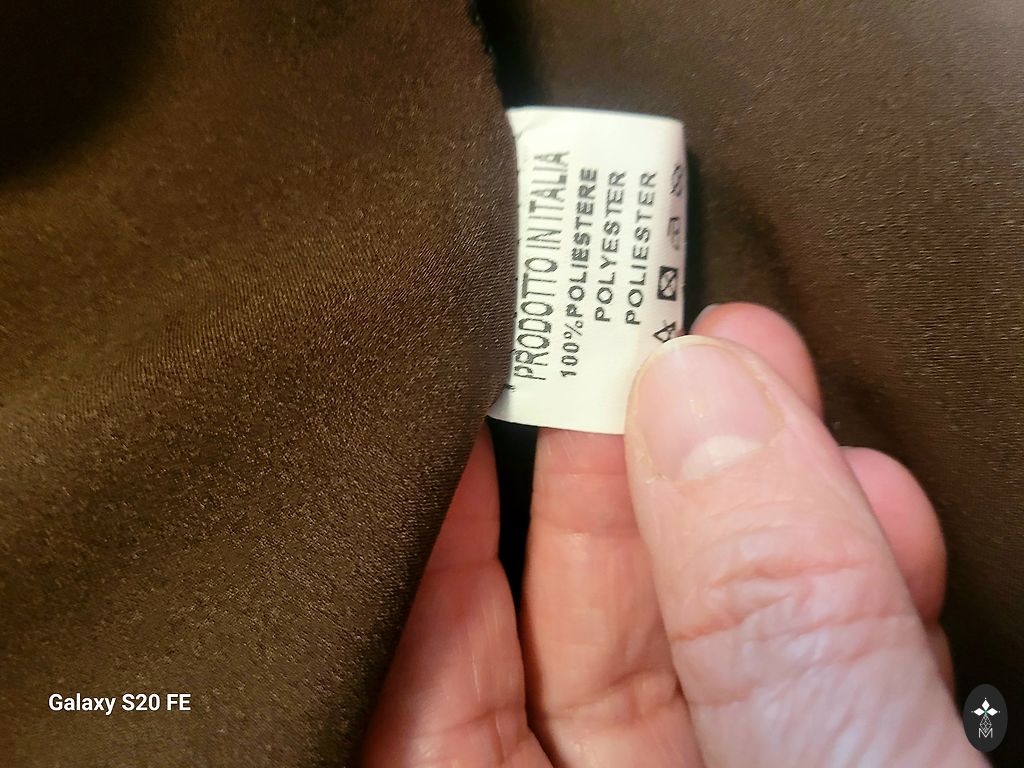 PRODOTTO IN ITALIA
100% POLIESTERE
POLYESTER
POLIESTER
Galaxy S20 FE
M